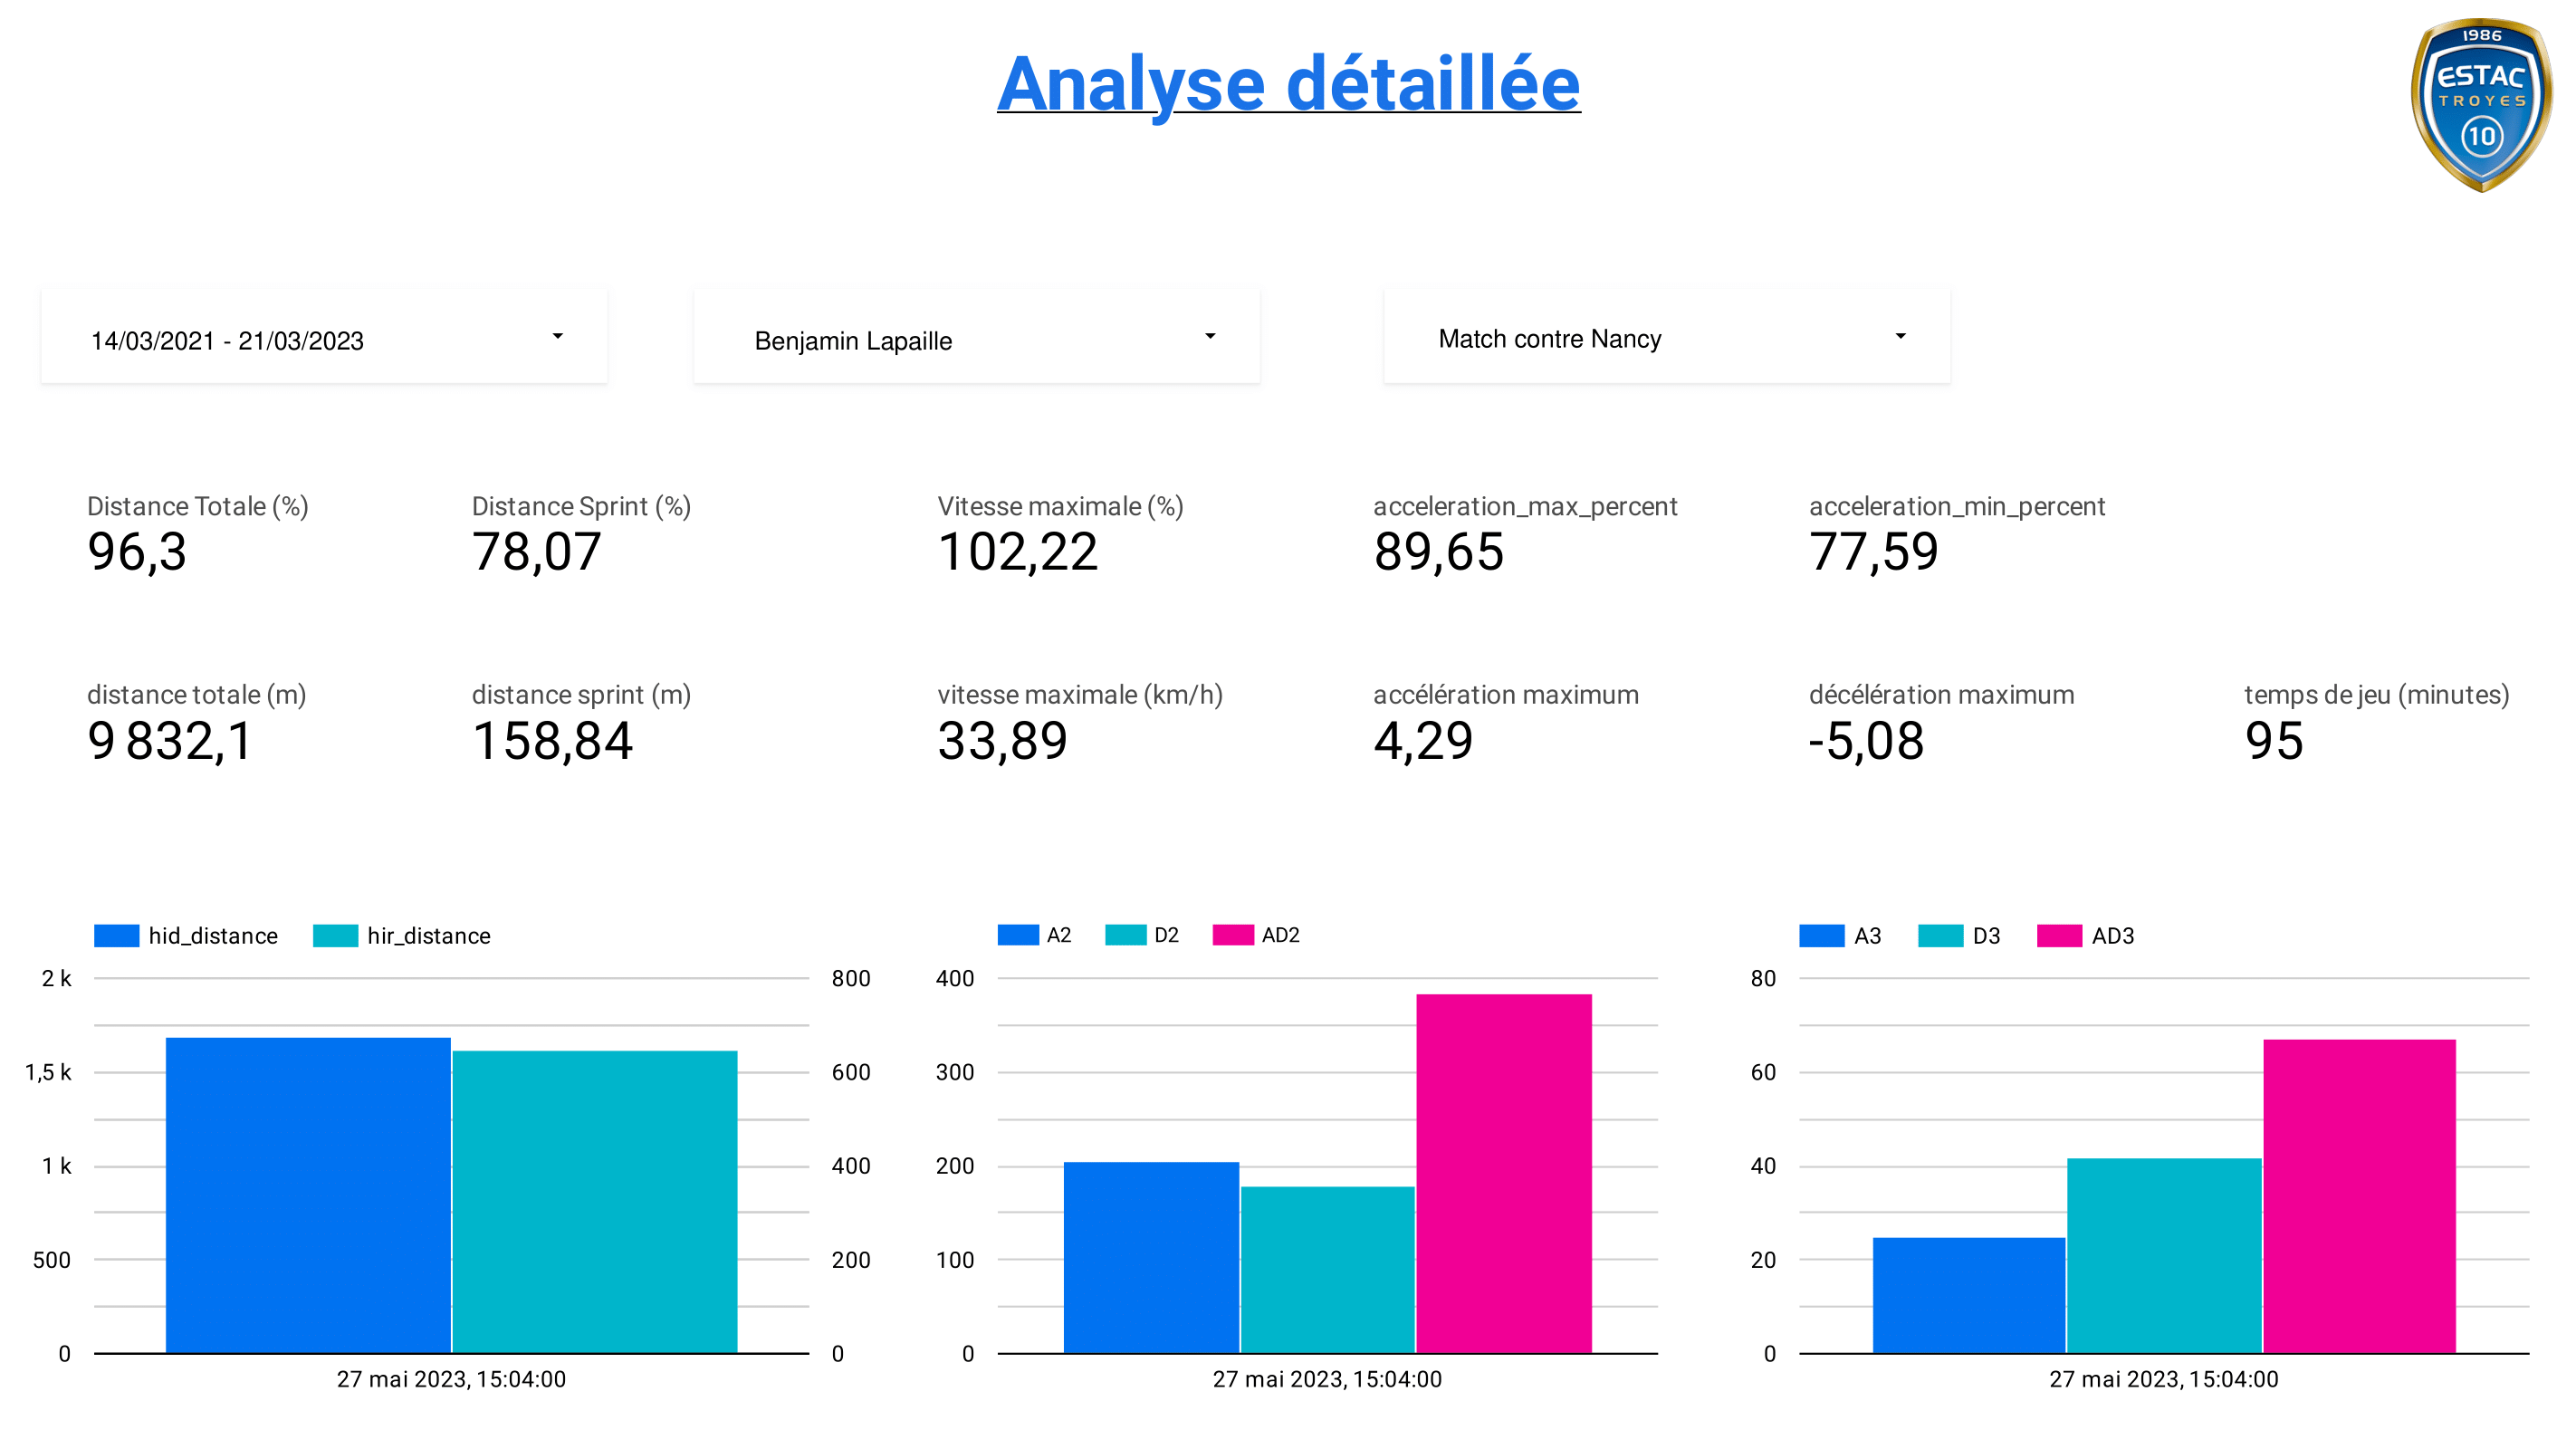 Analyse détaillée
1986
ESTAC
TROYES
10
14/03/2021 - 21/03/2023
Benjamin Lapaille
Match contre Nancy
Distance Totale (%)
96,3
Distance Sprint (%)
78,07
Vitesse maximale (%)
102,22
acceleration_max_percent
89,65
acceleration_min_percent
77,59
distance totale (m)
9 832,1
distance sprint (m)
158,84
vitesse maximale (km/h)
33,89
accélération maximum
4,29
décélération maximum
-5,08
temps de jeu (minutes)
95
hid_distance hir_distance
2 k 800
1,5 k 600
1 k 400
500 200
0 0
27 mai 2023, 15:04:00
A2 D2 AD2
400
300
200
100
0
27 mai 2023, 15:04:00
A3 D3 AD3
80
60
40
20
0
27 mai 2023, 15:04:00